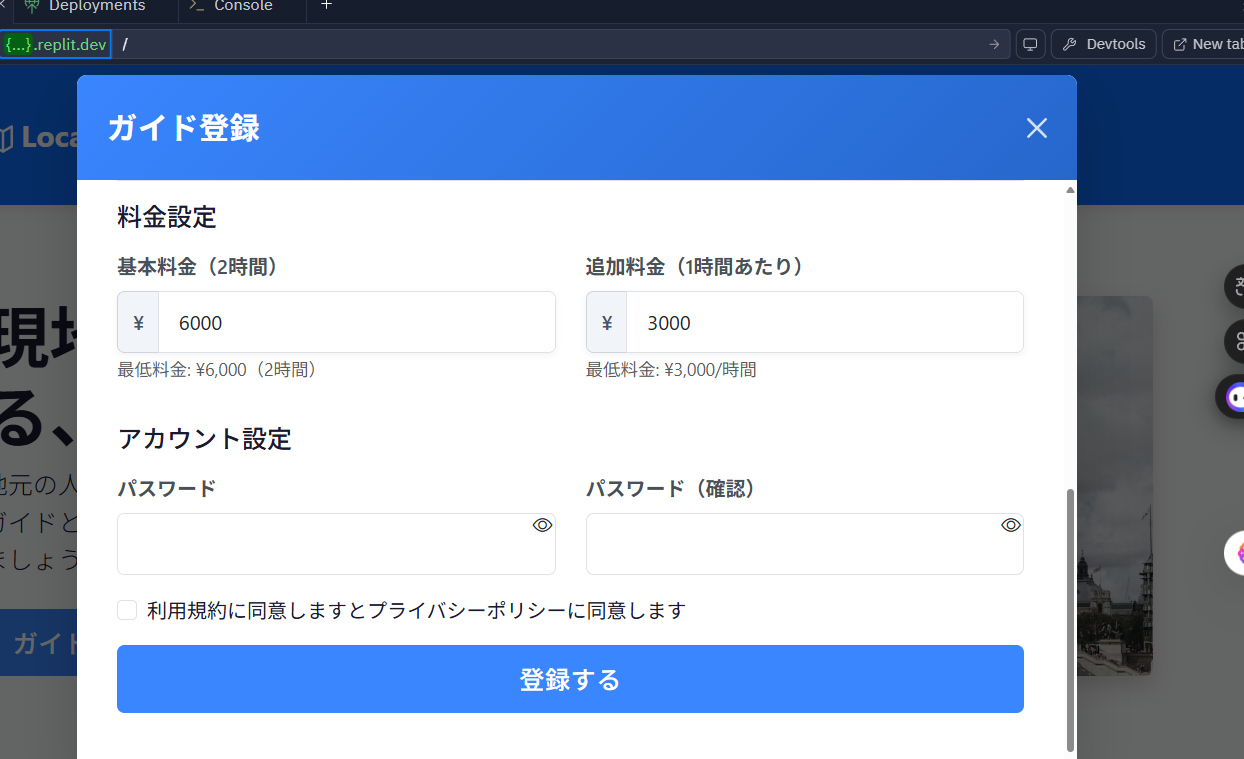 Deployments
Console
{...}.replit.dev /
Devtools
New tab
Loca
ガイド登録
料金設定
基本料金（2時間）
追加料金（1時間あたり）
¥ 6000
¥ 3000
最低料金: ¥6,000（2時間）
最低料金: ¥3,000/時間
アカウント設定
パスワード
パスワード（確認）
利用規約に同意しますとプライバシーポリシーに同意します
登録する
現地
る、
地元の人
ガイドと
ましょう
ガイド